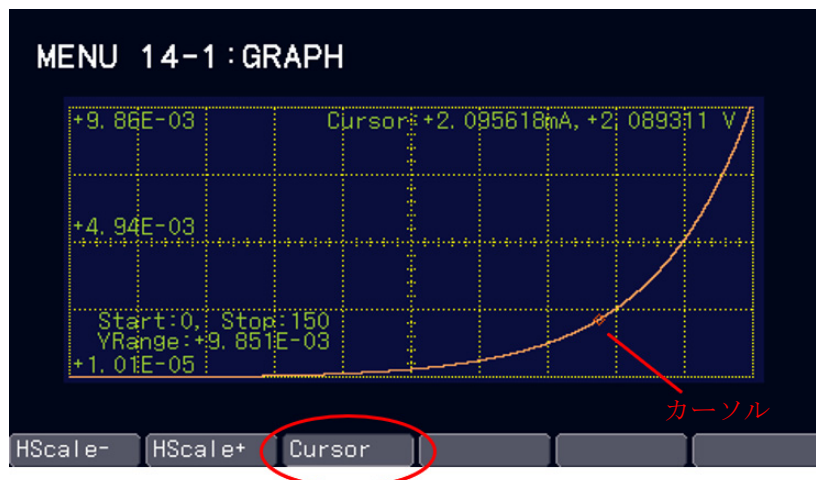 MENU 14-1:GRAPH
+9.86E-03 Cursor:+2.095618mA,+2.089311 V
+4.94E-03
Start:0, Stop:150
YRange:+9.851E-03
+1.01E-05
カーソル
HScale- HScale+ Cursor